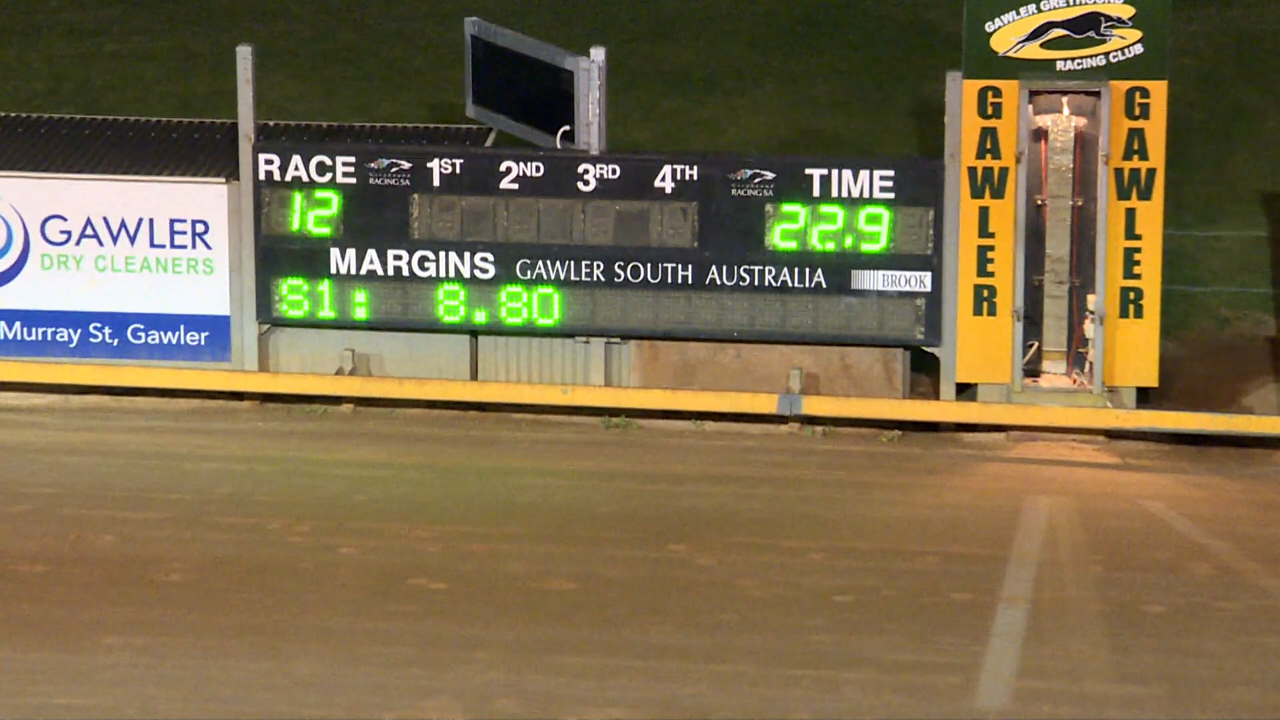 GAWLER GREYHOUND
RACING CLUB
GAWLER
GAWLER
RACE
RACING SA
1ST
2ND
3RD
4TH
RACING SA
TIME
12
22.9
MARGINS
GAWLER SOUTH AUSTRALIA
BROOK
S1: 8.80
GAWLER
DRY CLEANERS
Murray St, Gawler